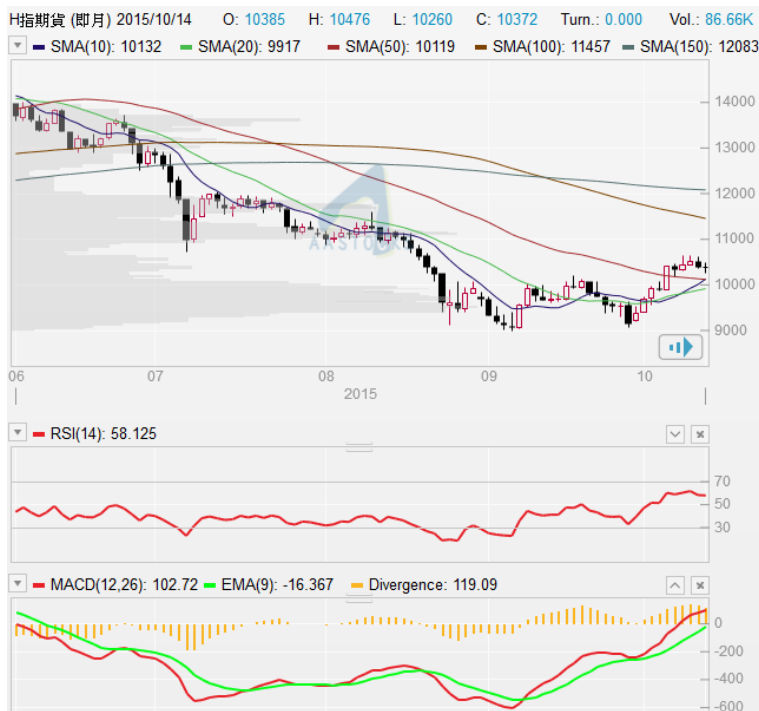 H指期貨 (即月) 2015/10/14 O: 10385 H: 10476 L: 10260 C: 10372 Turn.: 0.000 Vol.: 86.66K
SMA(10): 10132 SMA(20): 9917 SMA(50): 10119 SMA(100): 11457 SMA(150): 12083
14000
13000
12000
11000
AASTOCKS
10000
9000
06 07 08 09 10
2015
RSI(14): 58.125
70
50
30
MACD(12,26): 102.72 EMA(9): -16.367 Divergence: 119.09
0
-200
-400
-600